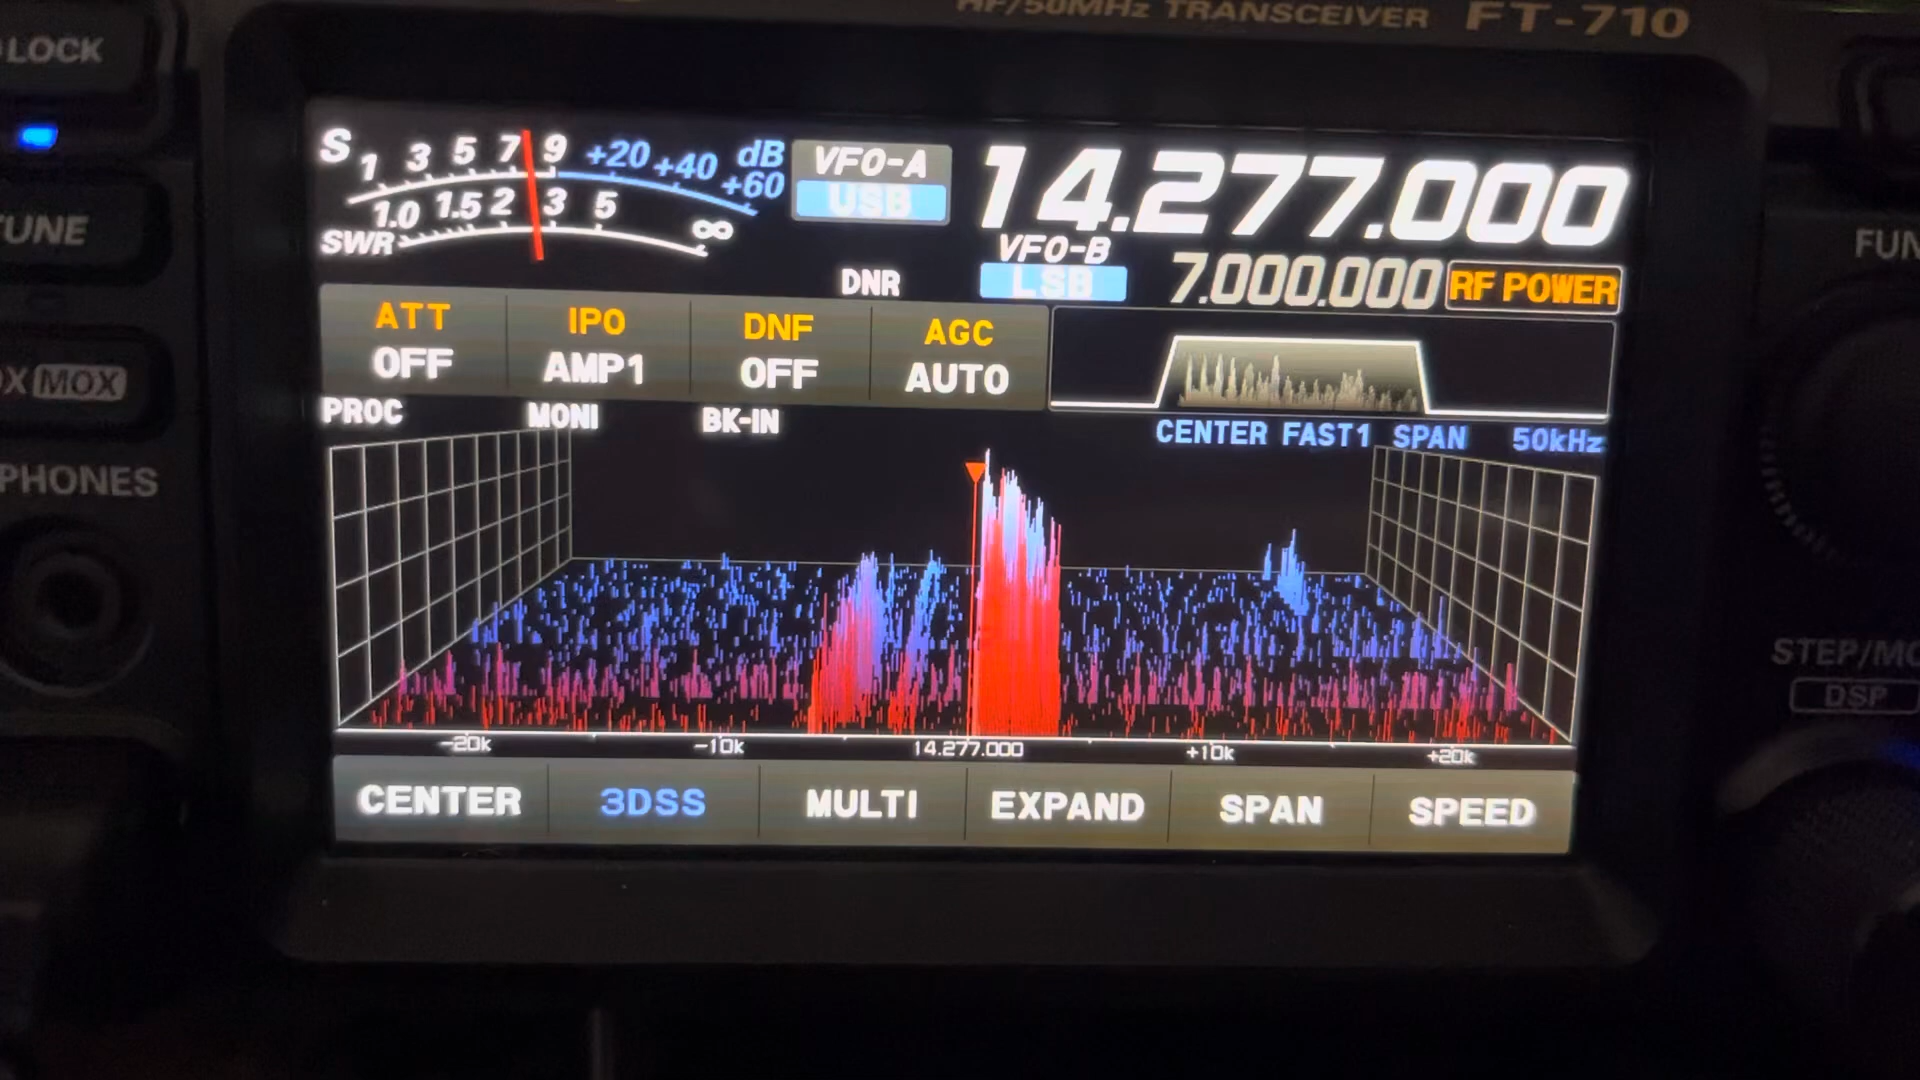 HF/50MHz TRANSCEIVER FT-710
LOCK
TUNE
MOX
PHONES
S 1 3 5 7 9 +20 +40 +60 dB
SWR 1.0 1.5 2 3 5 ∞
VFO-A
USB
14.277.000
VFO-B
LSB
7.000.000
RF POWER
DNR
ATT IPO DNF AGC
OFF AMP1 OFF AUTO
PROC MONI BK-IN
CENTER FAST1 SPAN 50kHz
-20k -10k 14.277.000 +10k +20k
CENTER 3DSS MULTI EXPAND SPAN SPEED
DSP